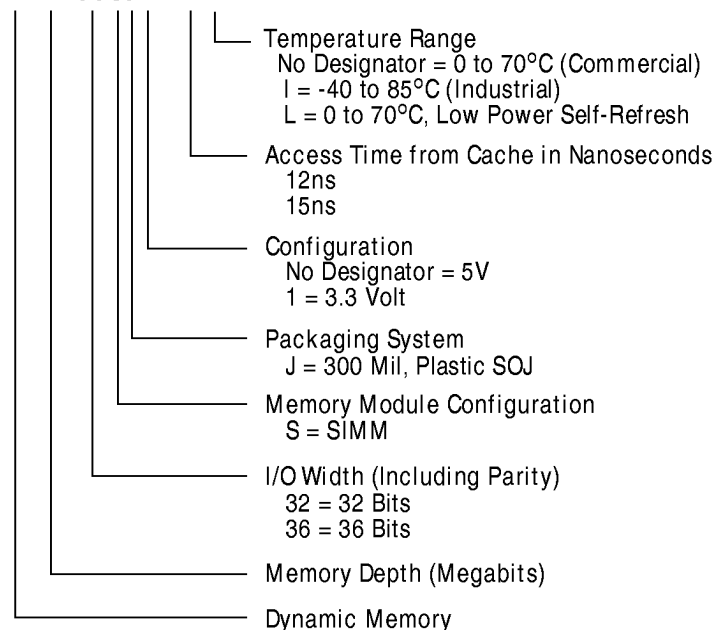 Temperature Range
No Designator = 0 to 70°C (Commercial)
I = -40 to 85°C (Industrial)
L = 0 to 70°C, Low Power Self-Refresh
Access Time from Cache in Nanoseconds
12ns
15ns
Configuration
No Designator = 5V
1 = 3.3 Volt
Packaging System
J = 300 Mil, Plastic SOJ
Memory Module Configuration
S = SIMM
I/O Width (Including Parity)
32 = 32 Bits
36 = 36 Bits
Memory Depth (Megabits)
Dynamic Memory